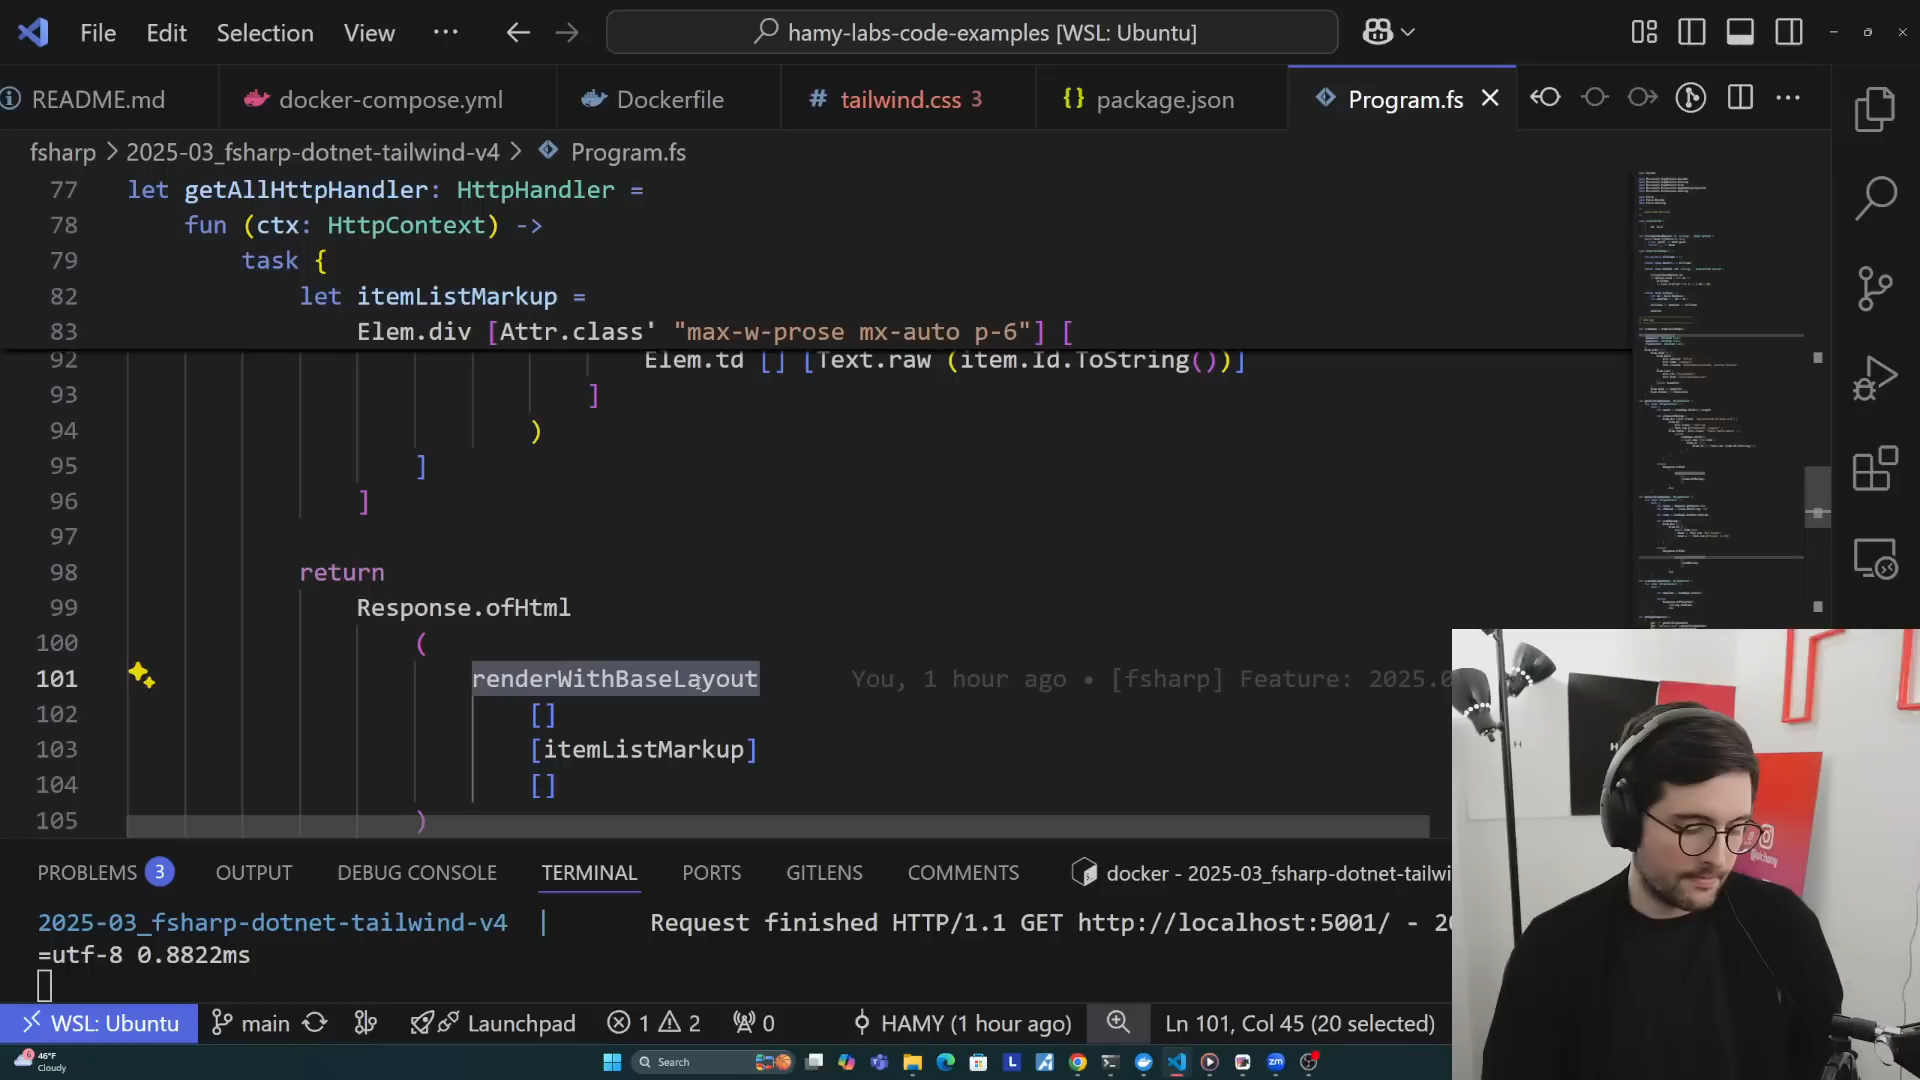 File Edit Selection View ··· hamy-labs-code-examples [WSL: Ubuntu]
README.md docker-compose.yml Dockerfile # tailwind.css 3 {} package.json Program.fs
fsharp > 2025-03_fsharp-dotnet-tailwind-v4 > Program.fs
77 let getAllHttpHandler: HttpHandler =
78 fun (ctx: HttpContext) ->
79 task {
82 let itemListMarkup =
83 Elem.div [Attr.class' "max-w-prose mx-auto p-6"] [
92 Elem.td [] [Text.raw (item.Id.ToString())]
93 ]
94 )
95 ]
96 ]
97
98 return
99 Response.ofHtml
100 (
101 renderWithBaseLayout You, 1 hour ago • [fsharp] Feature: 2025.0
102 []
103 [itemListMarkup]
104 []
105 )
PROBLEMS 3 OUTPUT DEBUG CONSOLE TERMINAL PORTS GITLENS COMMENTS docker - 2025-03_fsharp-dotnet-tailwi
2025-03_fsharp-dotnet-tailwind-v4 | Request finished HTTP/1.1 GET http://localhost:5001/ - 20
=utf-8 0.8822ms
WSL: Ubuntu main Launchpad 1 2 0 HAMY (1 hour ago) Ln 101, Col 45 (20 selected)
46°F
Cloudy
Search